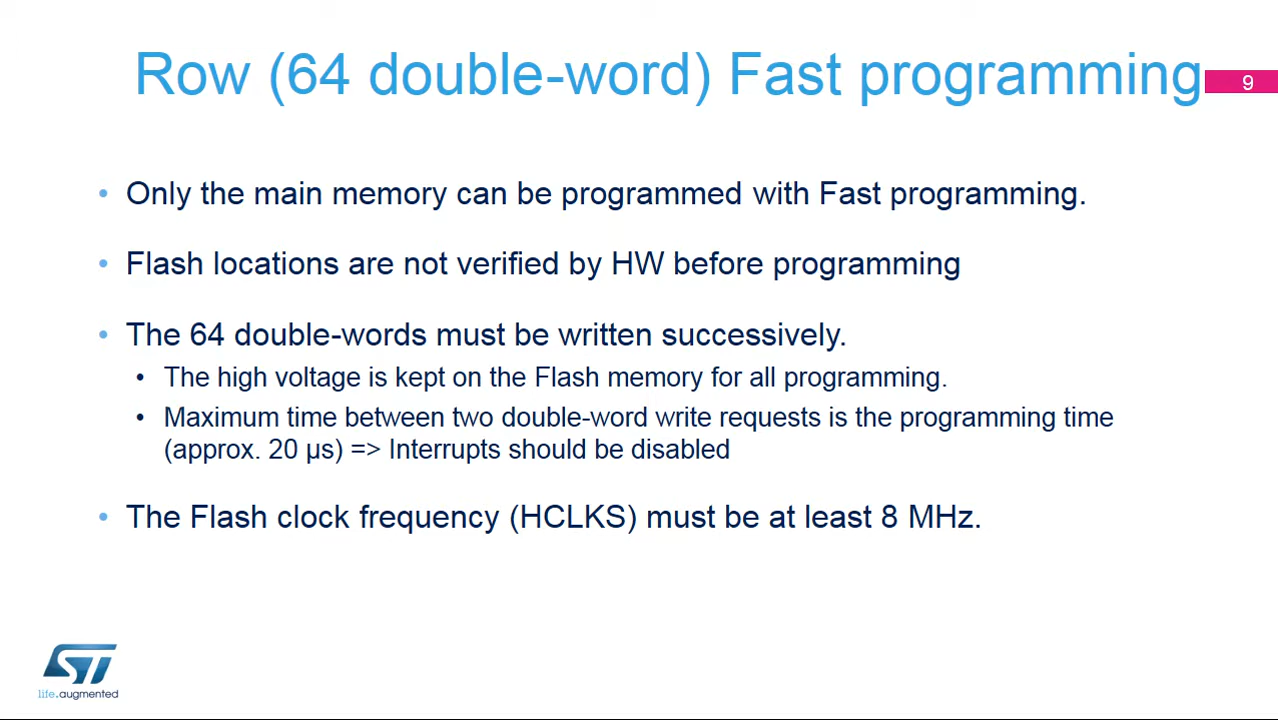 Row (64 double-word) Fast programming
9
• Only the main memory can be programmed with Fast programming.
• Flash locations are not verified by HW before programming
• The 64 double-words must be written successively.
• The high voltage is kept on the Flash memory for all programming.
• Maximum time between two double-word write requests is the programming time
(approx. 20 µs) => Interrupts should be disabled
• The Flash clock frequency (HCLKS) must be at least 8 MHz.
ST
life.augmented